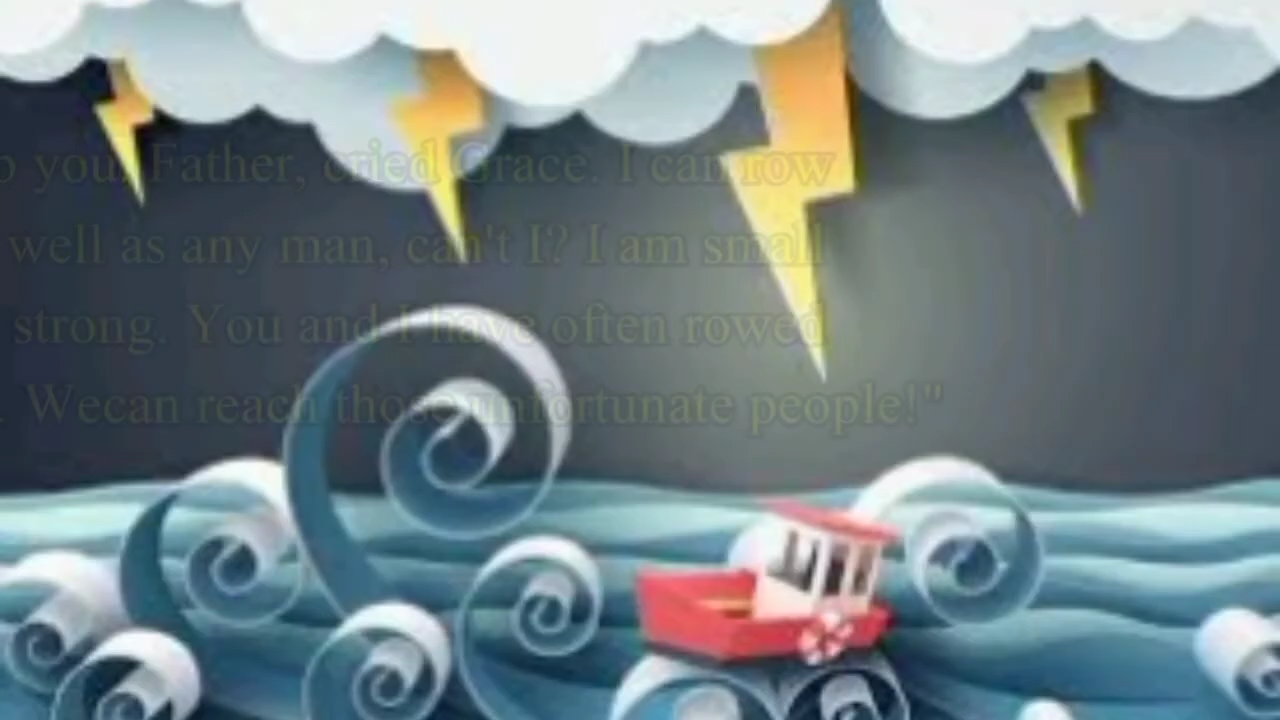 your, Father, cried Grace. I can row
well as any man, can't I? I am small
strong. You and I have often rowed
. Wecan reach those unfortunate people!"